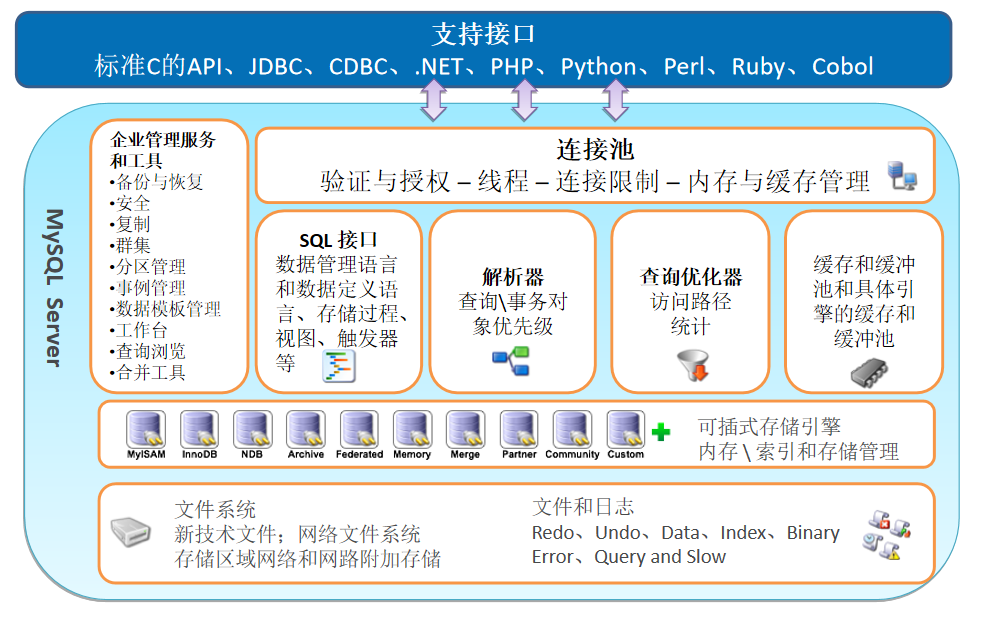 支持接口
标准C的API、JDBC、CDBC、.NET、PHP、Python、Perl、Ruby、Cobol
MySQL Server
企业管理服务
和工具
•备份与恢复
•安全
•复制
•群集
•分区管理
•事例管理
•数据模板管理
•工作台
•查询浏览
•合并工具
连接池
验证与授权 – 线程 – 连接限制 – 内存与缓存管理
SQL 接口
数据管理语言
和数据定义语
言、存储过程、
视图、触发器
等
解析器
查询\事务对
象优先级
查询优化器
访问路径
统计
缓存和缓冲
池和具体引
擎的缓存和
缓冲池
MyISAM
InnoDB
NDB
Archive
Federated
Memory
Merge
Partner
Community
Custom
可插式存储引擎
内存 \ 索引和存储管理
文件系统
新技术文件；网络文件系统
存储区域网络和网路附加存储
文件和日志
Redo、Undo、Data、Index、Binary
Error、Query and Slow